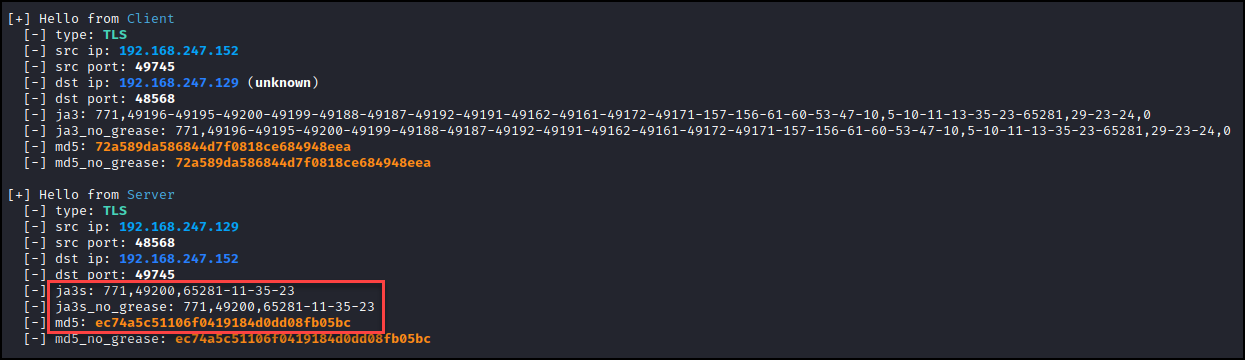 [+] Hello from Client
[-] type: TLS
[-] src ip: 192.168.247.152
[-] src port: 49745
[-] dst ip: 192.168.247.129 (unknown)
[-] dst port: 48568
[-] ja3: 771,49196-49195-49200-49199-49188-49187-49192-49191-49162-49161-49172-49171-157-156-61-60-53-47-10,5-10-11-13-35-23-65281,29-23-24,0
[-] ja3_no_grease: 771,49196-49195-49200-49199-49188-49187-49192-49191-49162-49161-49172-49171-157-156-61-60-53-47-10,5-10-11-13-35-23-65281,29-23-24,0
[-] md5: 72a589da586844d7f0818ce684948eea
[-] md5_no_grease: 72a589da586844d7f0818ce684948eea
[+] Hello from Server
[-] type: TLS
[-] src ip: 192.168.247.129
[-] src port: 48568
[-] dst ip: 192.168.247.152
[-] dst port: 49745
[-] ja3s: 771,49200,65281-11-35-23
[-] ja3s_no_grease: 771,49200,65281-11-35-23
[-] md5: ec74a5c51106f0419184d0dd08fb05bc
[-] md5_no_grease: ec74a5c51106f0419184d0dd08fb05bc